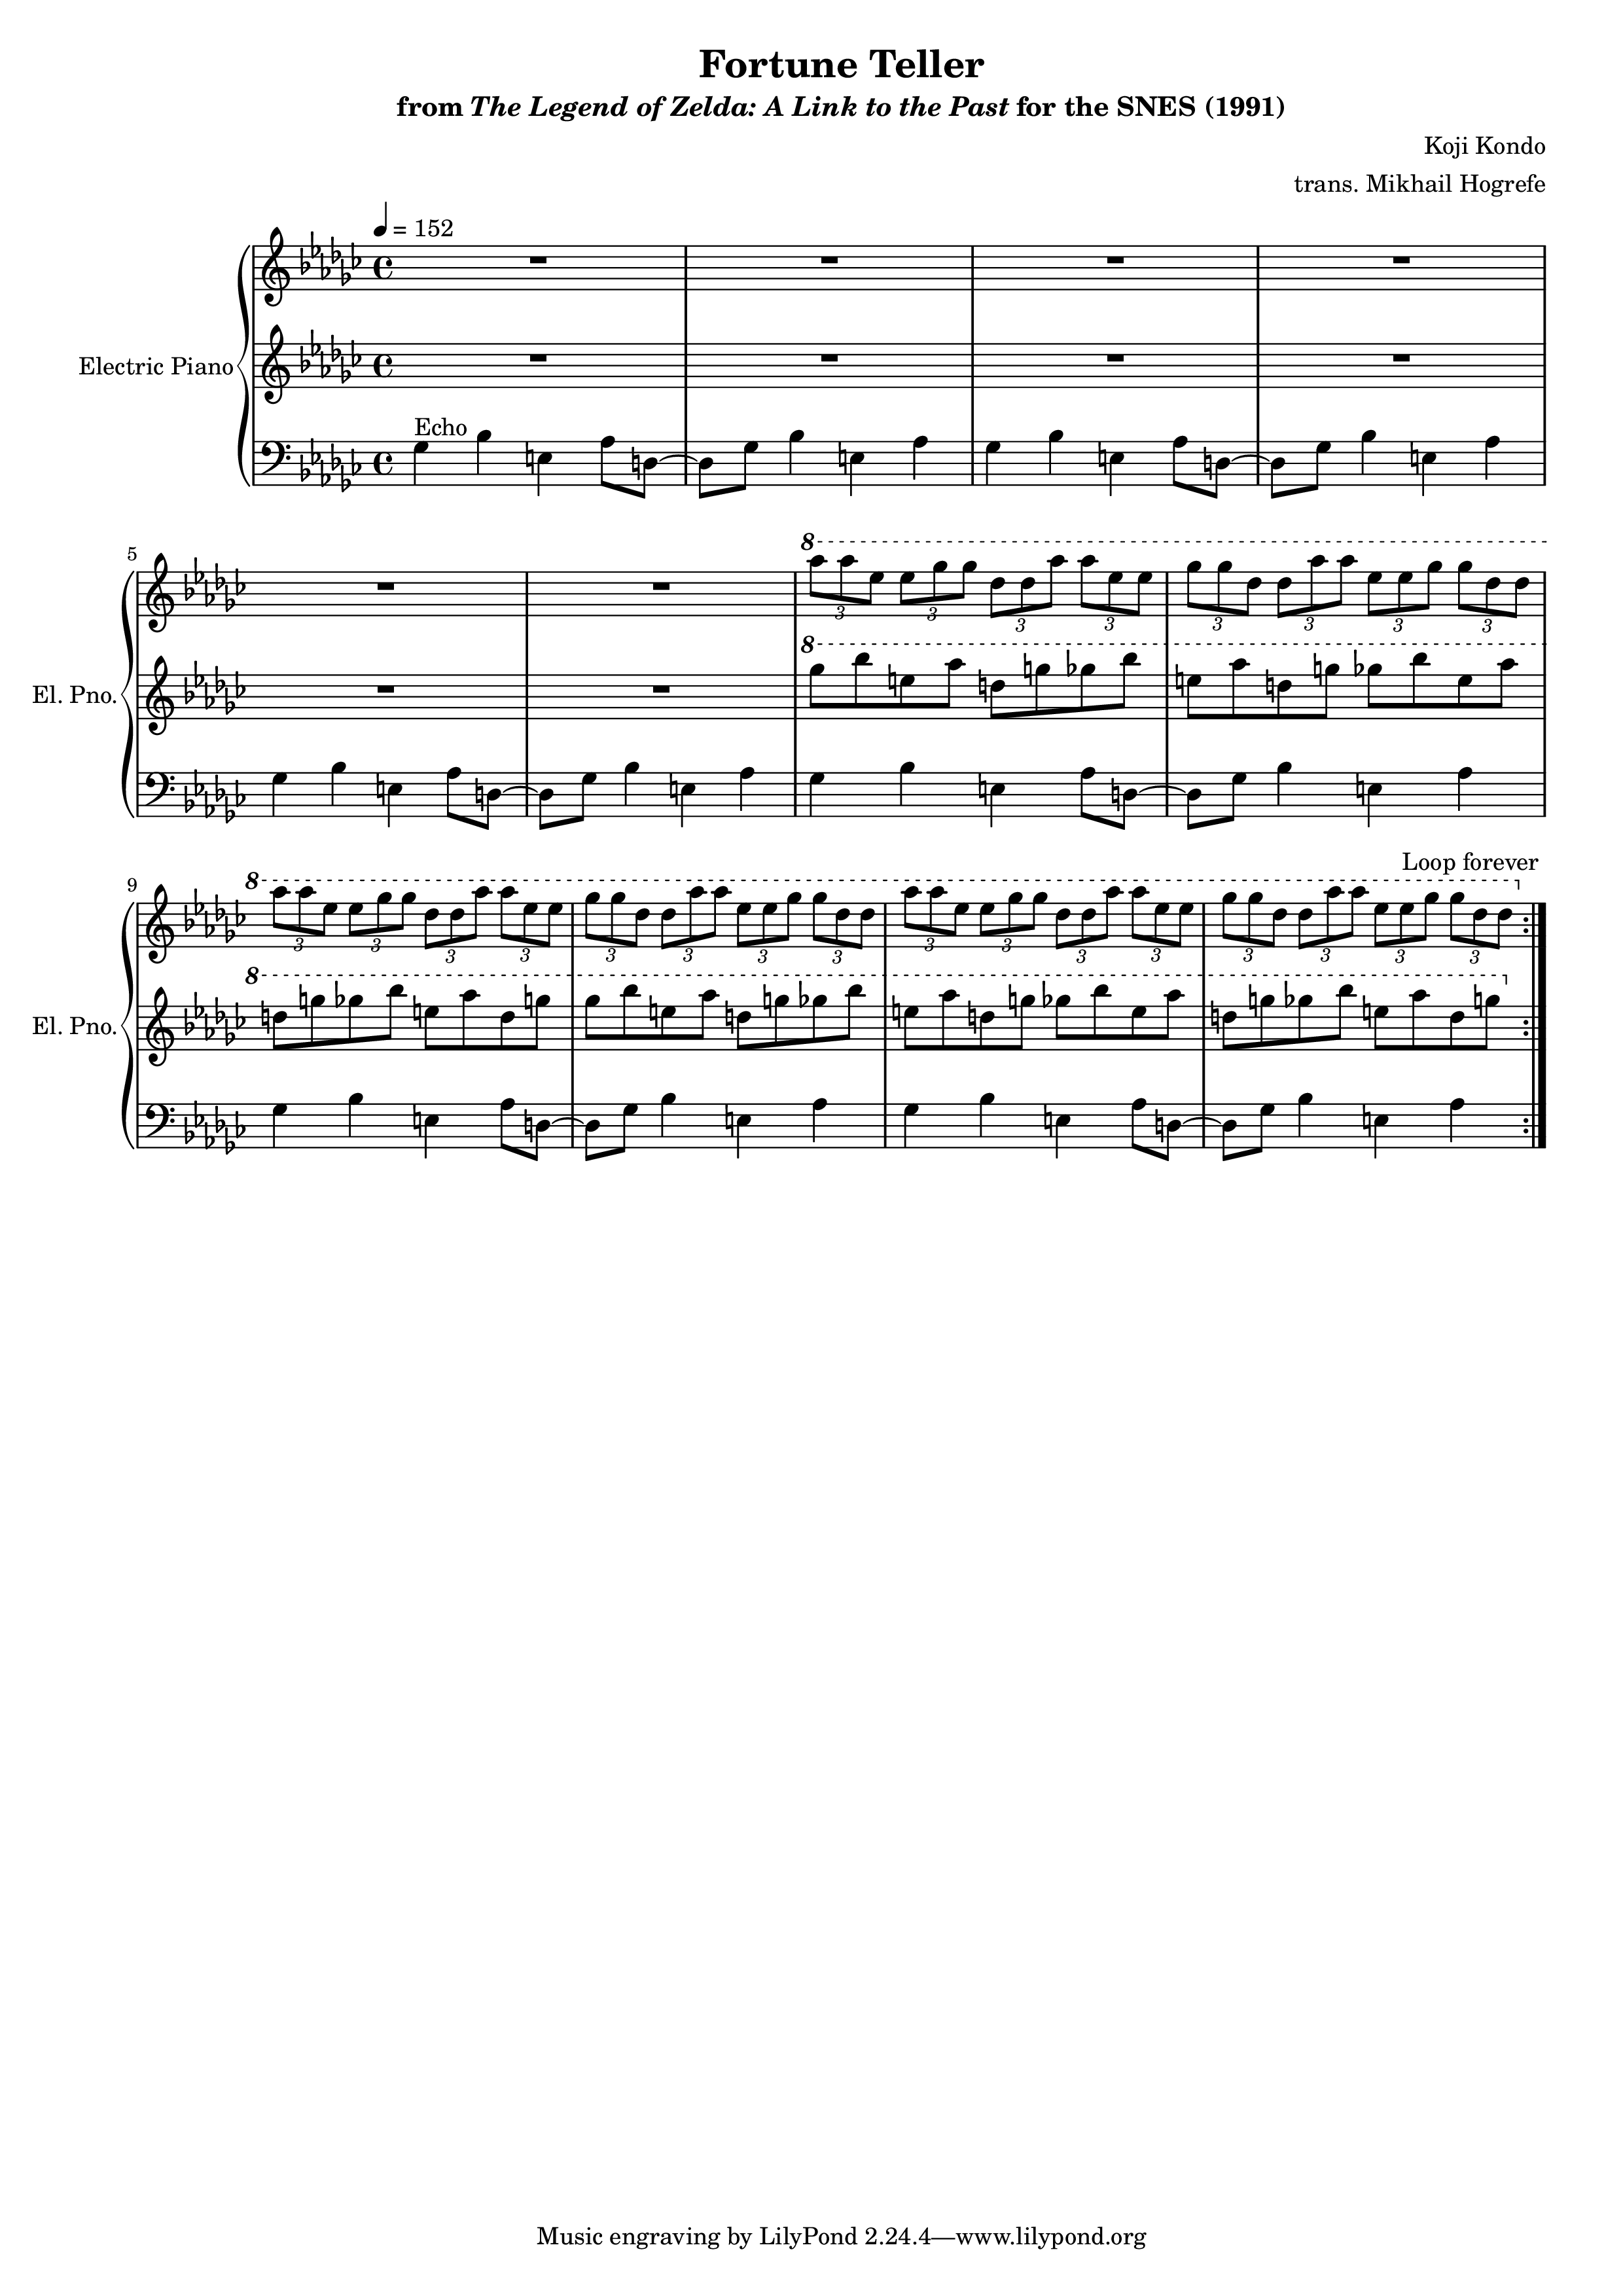 Fortune Teller
from The Legend of Zelda: A Link to the Past for the SNES (1991)
Koji Kondo
trans. Mikhail Hogrefe
= 152
Electric Piano
Echo
5
8
3 3 3 3 3 3 3 3
8
El. Pno.
Loop forever
9
8
3 3 3 3 3 3 3 3 3 3 3 3 3 3 3 3
8
El. Pno.
Music engraving by LilyPond 2.24.4—www.lilypond.org